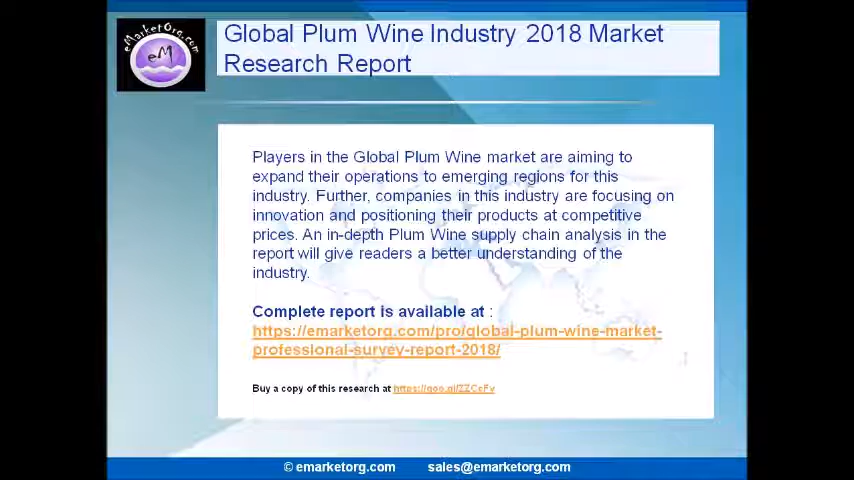 eMarketOrg.com
eM
Global Plum Wine Industry 2018 Market
Research Report
Players in the Global Plum Wine market are aiming to
expand their operations to emerging regions for this
industry. Further, companies in this industry are focusing on
innovation and positioning their products at competitive
prices. An in-depth Plum Wine supply chain analysis in the
report will give readers a better understanding of the
industry.
Complete report is available at :
https://emarketorg.com/pro/global-plum-wine-market-
professional-survey-report-2018/
Buy a copy of this research at
© emarketorg.com sales@emarketorg.com